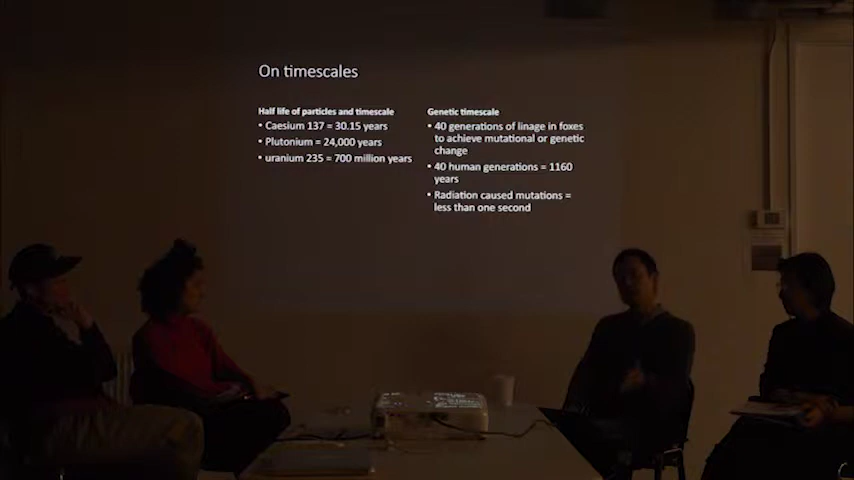 On timescales
Half life of particles and timescale
• Caesium 137 = 30.15 years
• Plutonium = 24,000 years
• uranium 235 = 700 million years
Genetic timescale
• 40 generations of linage in foxes
to achieve mutational or genetic
change
• 40 human generations = 1160
years
• Radiation caused mutations =
less than one second